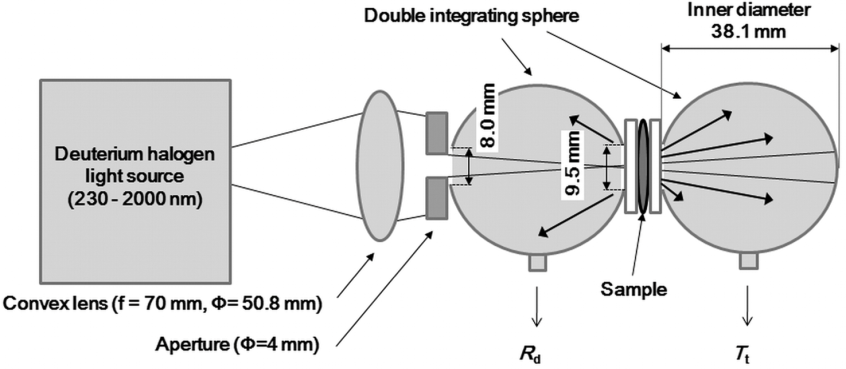 Double integrating sphere
Inner diameter
38.1 mm
8.0 mm
9.5 mm
Deuterium halogen
light source
(230 - 2000 nm)
Convex lens (f = 70 mm, Φ= 50.8 mm)
Sample
Aperture (Φ=4 mm)
Rd
Tt